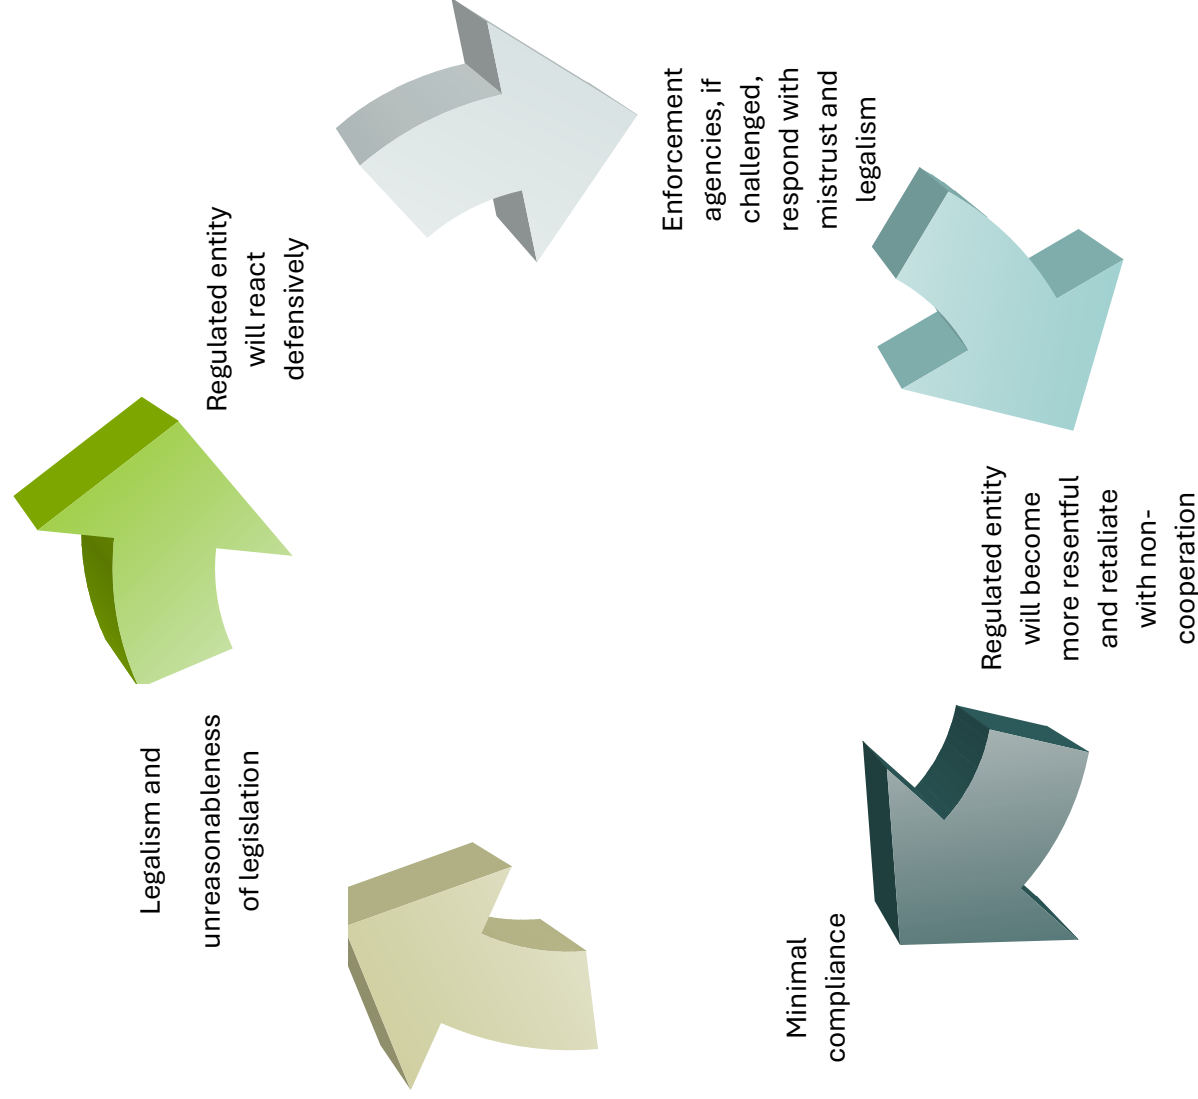 Legalism and
unreasonableness
of legislation
Regulated entity
will react
defensively
Enforcement
agencies, if
challenged,
respond with
mistrust and
legalism
Regulated entity
will become
more resentful
and retaliate
with non-
cooperation
Minimal
compliance